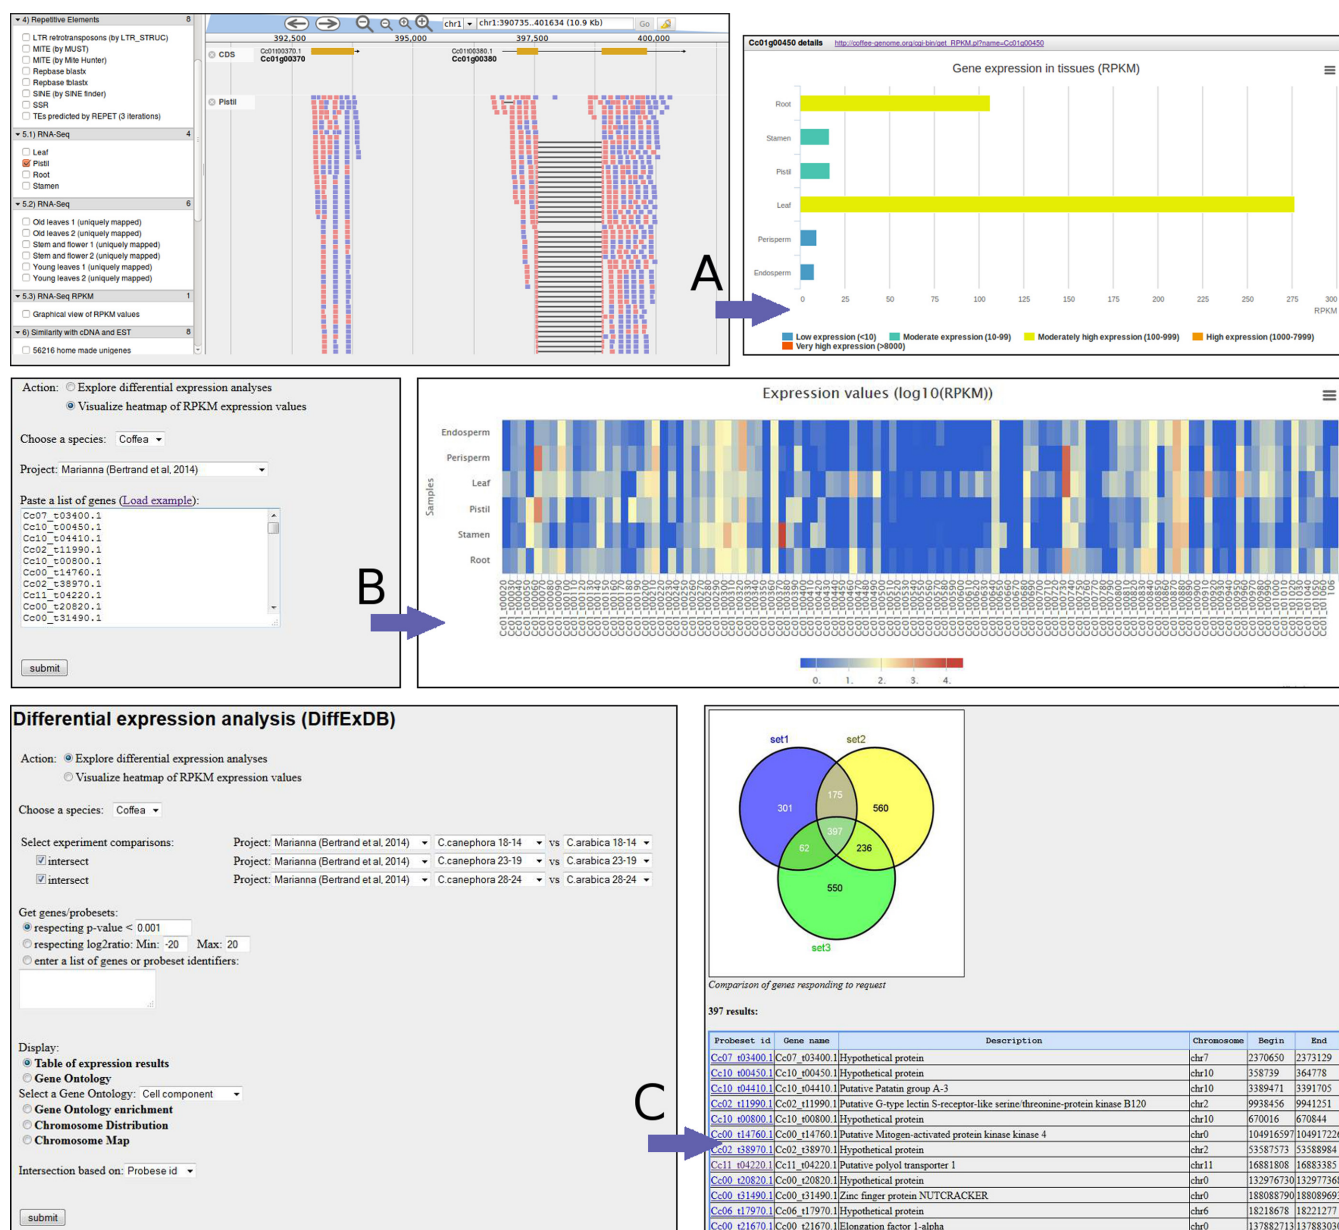 4) Repetitive Elements 8
LTR retrotransposons (by LTR_STRUC)
MITE (by MUST)
MITE (by Mite Hunter)
Repbase blastx
Repbase tblastx
SINE (by SINE finder)
SSR
TEs predicted by REPET (3 iterations)
5.1) RNA-Seq 4
Leaf
Pistil
Root
Stamen
5.2) RNA-Seq 6
Old leaves 1 (uniquely mapped)
Old leaves 2 (uniquely mapped)
Stem and flower 1 (uniquely mapped)
Stem and flower 2 (uniquely mapped)
Young leaves 1 (uniquely mapped)
Young leaves 2 (uniquely mapped)
5.3) RNA-Seq RPKM 1
Graphical view of RPKM values
6) Similarity with cDNA and EST 8
56216 home made unigenes
chr1 chr1:390735..401634 (10.9 Kb) Go
392,500 395,000 397,500 400,000
CDS
Cc01t00370.1 Cc01t00380.1
Cc01g00370 Cc01g00380
Pistil
A
Cc01g00450 details http://coffee-genome.org/cgi-bin/get_RPKM.pl?name=Cc01g00450
Gene expression in tissues (RPKM)
Root
Stamen
Pistil
Leaf
Perisperm
Endosperm
0 25 50 75 100 125 150 175 200 225 250 275 300
RPKM
Low expression (<10) Moderate expression (10-99) Moderately high expression (100-999) High expression (1000-7999)
Very high expression (>8000)
Action: Explore differential expression analyses
Visualize heatmap of RPKM expression values
Choose a species: Coffea
Project: Marianna (Bertrand et al, 2014)
Paste a list of genes (Load example):
Cc07_t03400.1
Cc10_t00450.1
Cc10_t04410.1
Cc02_t11990.1
Cc10_t00800.1
Cc00_t14760.1
Cc02_t38970.1
Cc11_t04220.1
Cc00_t20820.1
Cc00_t31490.1
submit
B
Expression values (log10(RPKM))
Samples
Endosperm
Perisperm
Leaf
Pistil
Stamen
Root
0. 1. 2. 3. 4.
Differential expression analysis (DiffExDB)
Action: Explore differential expression analyses
Visualize heatmap of RPKM expression values
Choose a species: Coffea
Select experiment comparisons: Project: Marianna (Bertrand et al, 2014) C.canephora 18-14 vs C.arabica 18-14
intersect Project: Marianna (Bertrand et al, 2014) C.canephora 23-19 vs C.arabica 23-19
intersect Project: Marianna (Bertrand et al, 2014) C.canephora 28-24 vs C.arabica 28-24
Get genes/probesets:
respecting p-value < 0.001
respecting log2ratio: Min: -20 Max: 20
enter a list of genes or probeset identifiers:
Display:
Table of expression results
Gene Ontology
Select a Gene Ontology: Cell component
Gene Ontology enrichment
Chromosome Distribution
Chromosome Map
Intersection based on: Probese id
submit
C
set1 set2
175
301 560
397
62 236
550
set3
Comparison of genes responding to request
397 results:
Probeset id Gene name Description Chromosome Begin End
Cc07_t03400.1 Cc07_t03400.1 Hypothetical protein chr7 2370650 2373129
Cc10_t00450.1 Cc10_t00450.1 Hypothetical protein chr10 358739 364778
Cc10_t04410.1 Cc10_t04410.1 Putative Patatin group A-3 chr10 3389471 3391705
Cc02_t11990.1 Cc02_t11990.1 Putative G-type lectin S-receptor-like serine/threonine-protein kinase B120 chr2 9938456 9941251
Cc10_t00800.1 Cc10_t00800.1 Hypothetical protein chr10 670016 670844
Cc00_t14760.1 Cc00_t14760.1 Putative Mitogen-activated protein kinase kinase 4 chr0 104916597 104917226
Cc02_t38970.1 Cc02_t38970.1 Hypothetical protein chr2 53587573 53588984
Cc11_t04220.1 Cc11_t04220.1 Putative polyol transporter 1 chr11 16881808 16883385
Cc00_t20820.1 Cc00_t20820.1 Hypothetical protein chr0 132976730 132977368
Cc00_t31490.1 Cc00_t31490.1 Zinc finger protein NUTCRACKER chr0 188088790 188089693
Cc06_t17970.1 Cc06_t17970.1 Hypothetical protein chr6 18218678 18221277
Cc00_t21670.1 Cc00_t21670.1 Elongation factor 1-alpha chr0 137882713 137883030